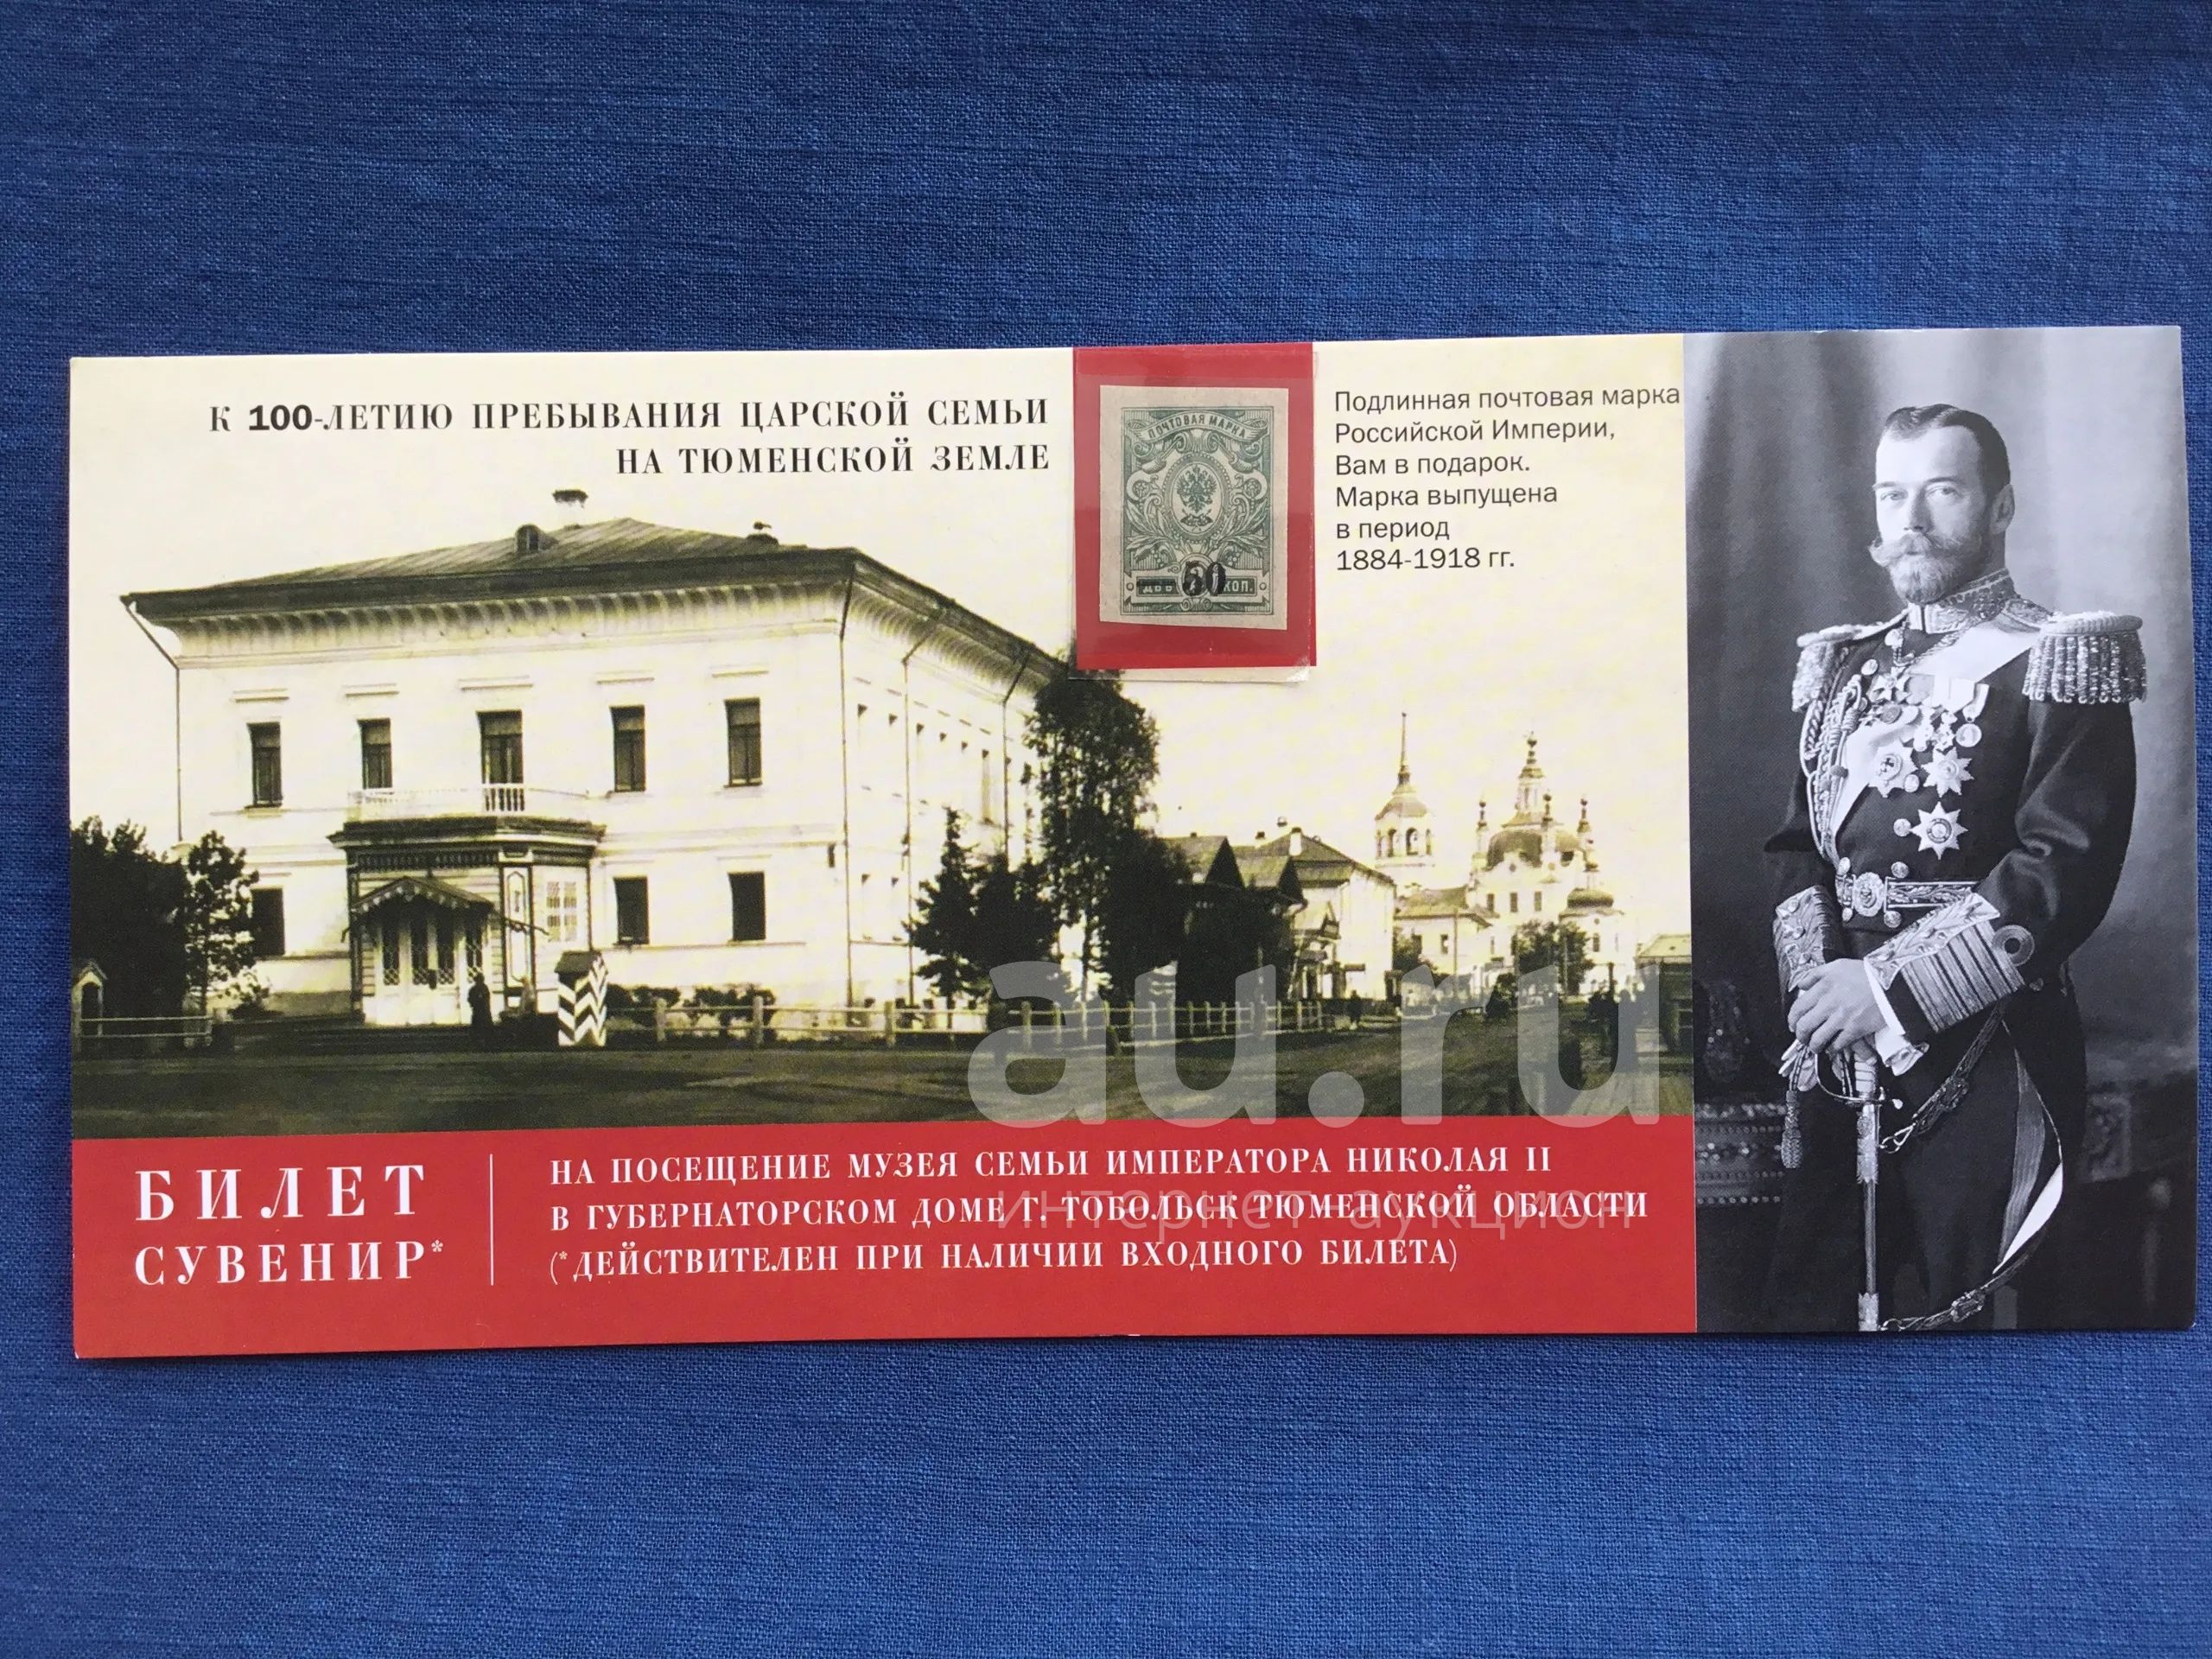 К 100-ЛЕТИЮ ПРЕБЫВАНИЯ ЦАРСКОЙ СЕМЬИ
НА ТЮМЕНСКОЙ ЗЕМЛЕ
ПОЧТОВАЯ МАРКА
50
КОП.
Подлинная почтовая марка
Российской Империи,
Вам в подарок.
Марка выпущена
в период
1884-1918 гг.
au.ru
интернет-аукцион
БИЛЕТ
СУВЕНИР*
НА ПОСЕЩЕНИЕ МУЗЕЯ СЕМЬИ ИМПЕРАТОРА НИКОЛАЯ II
В ГУБЕРНАТОРСКОМ ДОМЕ Г. ТОБОЛЬСК ТЮМЕНСКОЙ ОБЛАСТИ
(*ДЕЙСТВИТЕЛЕН ПРИ НАЛИЧИИ ВХОДНОГО БИЛЕТА)